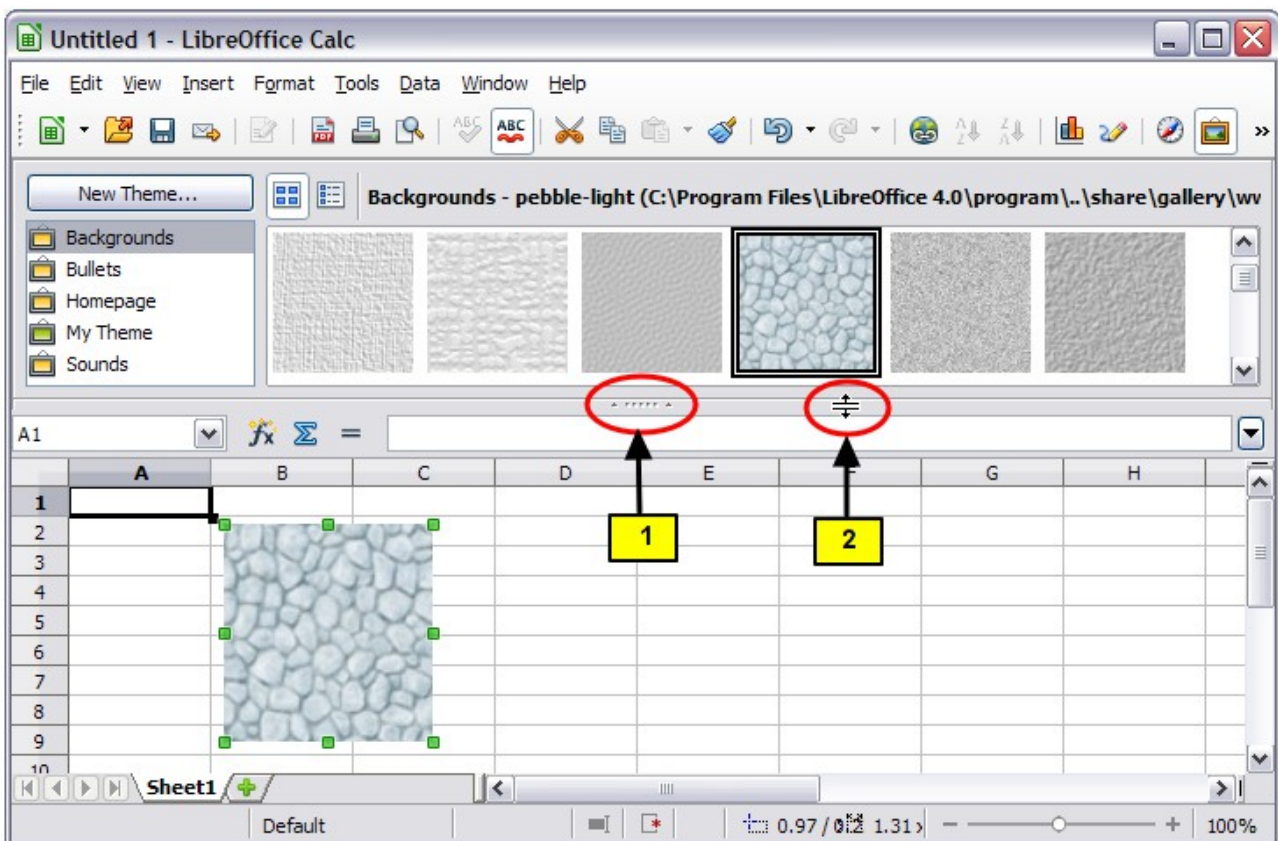 Untitled 1 - LibreOffice Calc
File Edit View Insert Format Tools Data Window Help
New Theme...
Backgrounds - pebble-light (C:\Program Files\LibreOffice 4.0\program\..\share\gallery\ww
Backgrounds
Bullets
Homepage
My Theme
Sounds
A1
A B C D E F G H
1
2
3
4
5
6
7
8
9
10
1 2
Sheet1
Default 0.97 / 1.31 100%